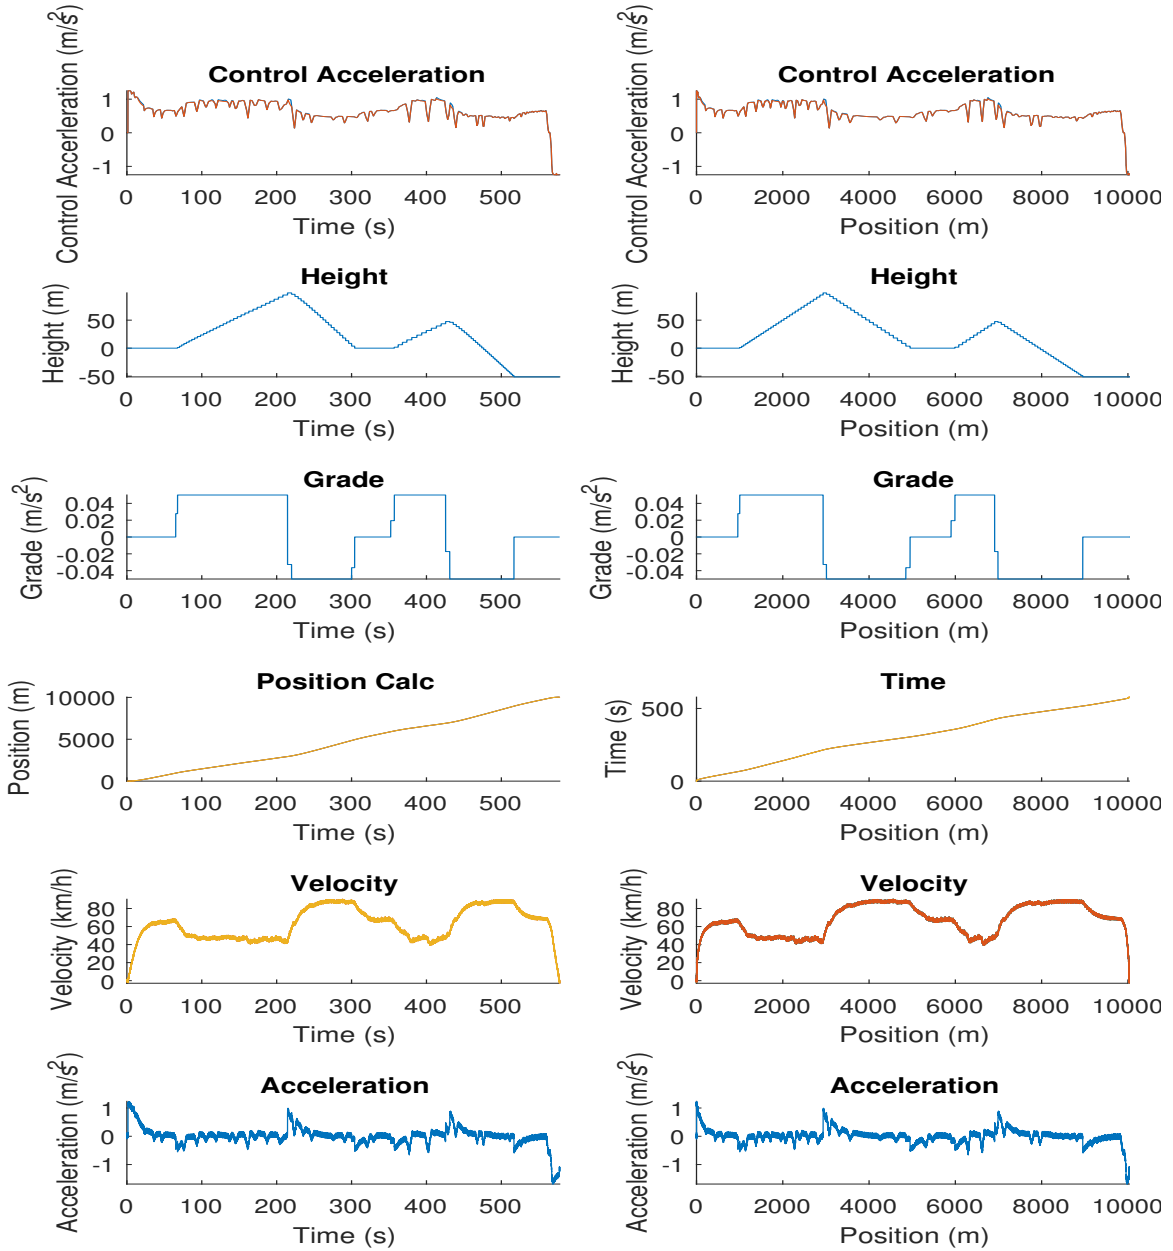 Control Acceleration
Control Accerleration (m/s²)
1
0
-1
0 100 200 300 400 500
Time (s)
Control Acceleration
Control Accerleration (m/s²)
1
0
-1
0 2000 4000 6000 8000 10000
Position (m)
Height
Height (m)
50
0
-50
0 100 200 300 400 500
Time (s)
Height
Height (m)
50
0
-50
0 2000 4000 6000 8000 10000
Position (m)
Grade
Grade (m/s²)
0.04
0.02
0
-0.02
-0.04
0 100 200 300 400 500
Time (s)
Grade
Grade (m/s²)
0.04
0.02
0
-0.02
-0.04
0 2000 4000 6000 8000 10000
Position (m)
Position Calc
Position (m)
10000
5000
0
0 100 200 300 400 500
Time (s)
Time
Time (s)
500
0
0 2000 4000 6000 8000 10000
Position (m)
Velocity
Velocity (km/h)
80
60
40
20
0
0 100 200 300 400 500
Time (s)
Velocity
Velocity (km/h)
80
60
40
20
0
0 2000 4000 6000 8000 10000
Position (m)
Acceleration
Acceleration (m/s²)
1
0
-1
0 100 200 300 400 500
Time (s)
Acceleration
Acceleration (m/s²)
1
0
-1
0 2000 4000 6000 8000 10000
Position (m)